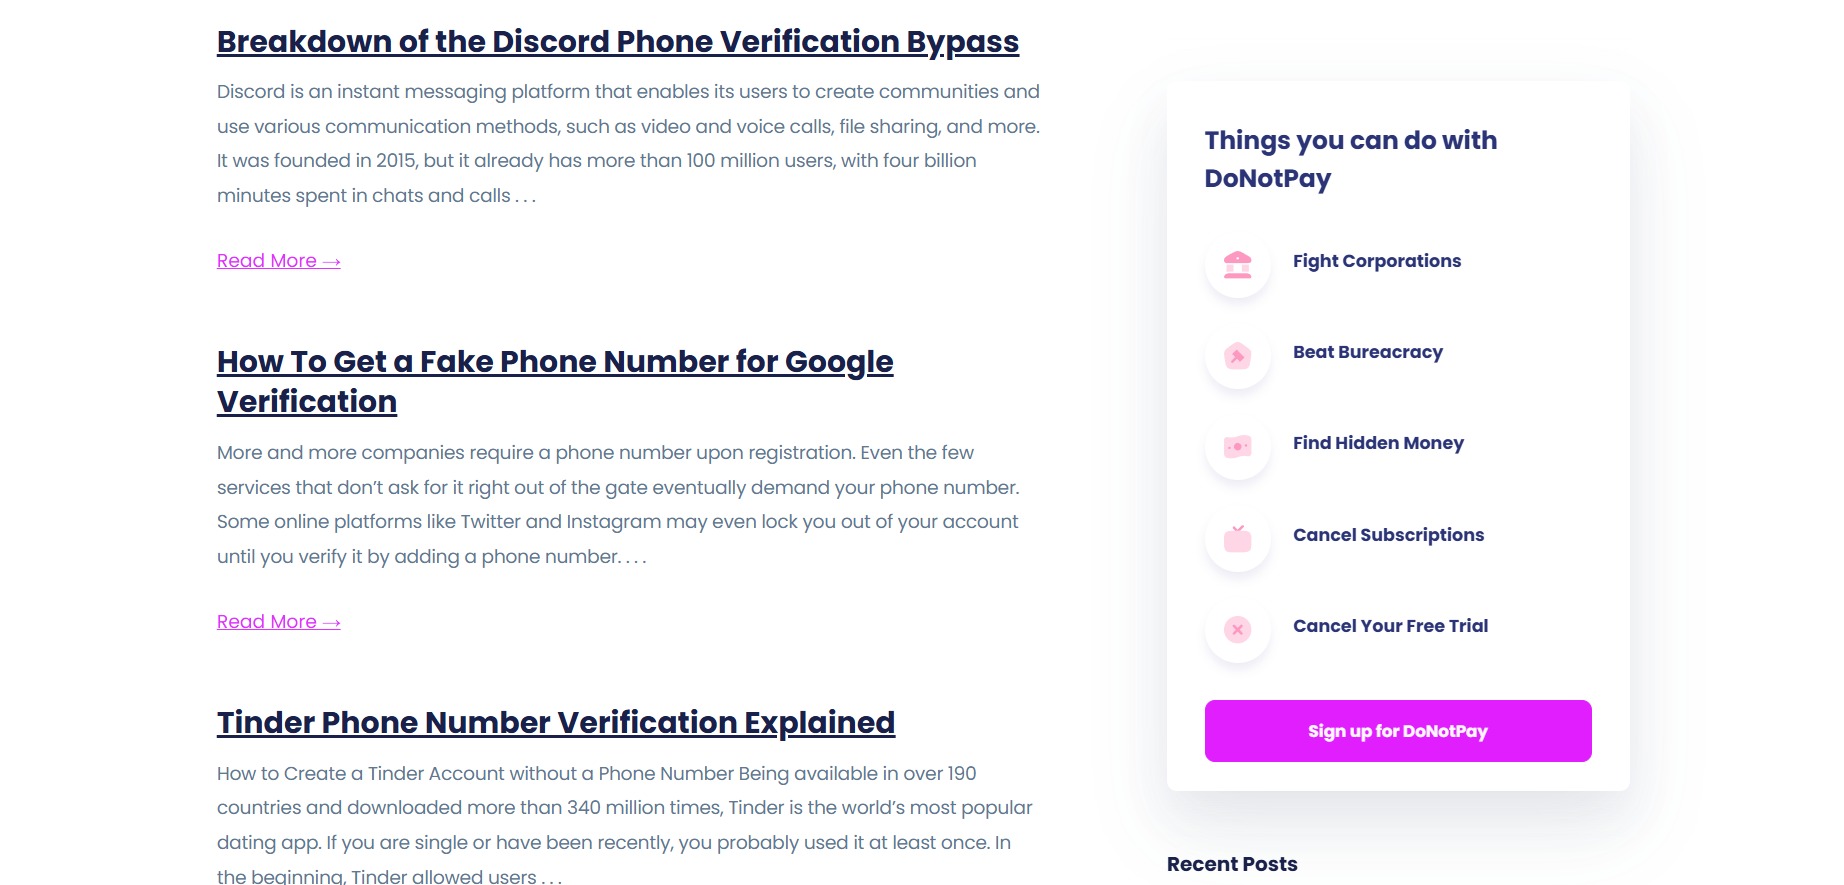 Breakdown of the Discord Phone Verification Bypass
Discord is an instant messaging platform that enables its users to create communities and
use various communication methods, such as video and voice calls, file sharing, and more.
It was founded in 2015, but it already has more than 100 million users, with four billion
minutes spent in chats and calls . . .
Read More →
How To Get a Fake Phone Number for Google
Verification
More and more companies require a phone number upon registration. Even the few
services that don’t ask for it right out of the gate eventually demand your phone number.
Some online platforms like Twitter and Instagram may even lock you out of your account
until you verify it by adding a phone number. . . .
Read More →
Tinder Phone Number Verification Explained
How to Create a Tinder Account without a Phone Number Being available in over 190
countries and downloaded more than 340 million times, Tinder is the world’s most popular
dating app. If you are single or have been recently, you probably used it at least once. In
the beginning, Tinder allowed users . . .
Things you can do with
DoNotPay
Fight Corporations
Beat Bureacracy
Find Hidden Money
Cancel Subscriptions
Cancel Your Free Trial
Sign up for DoNotPay
Recent Posts